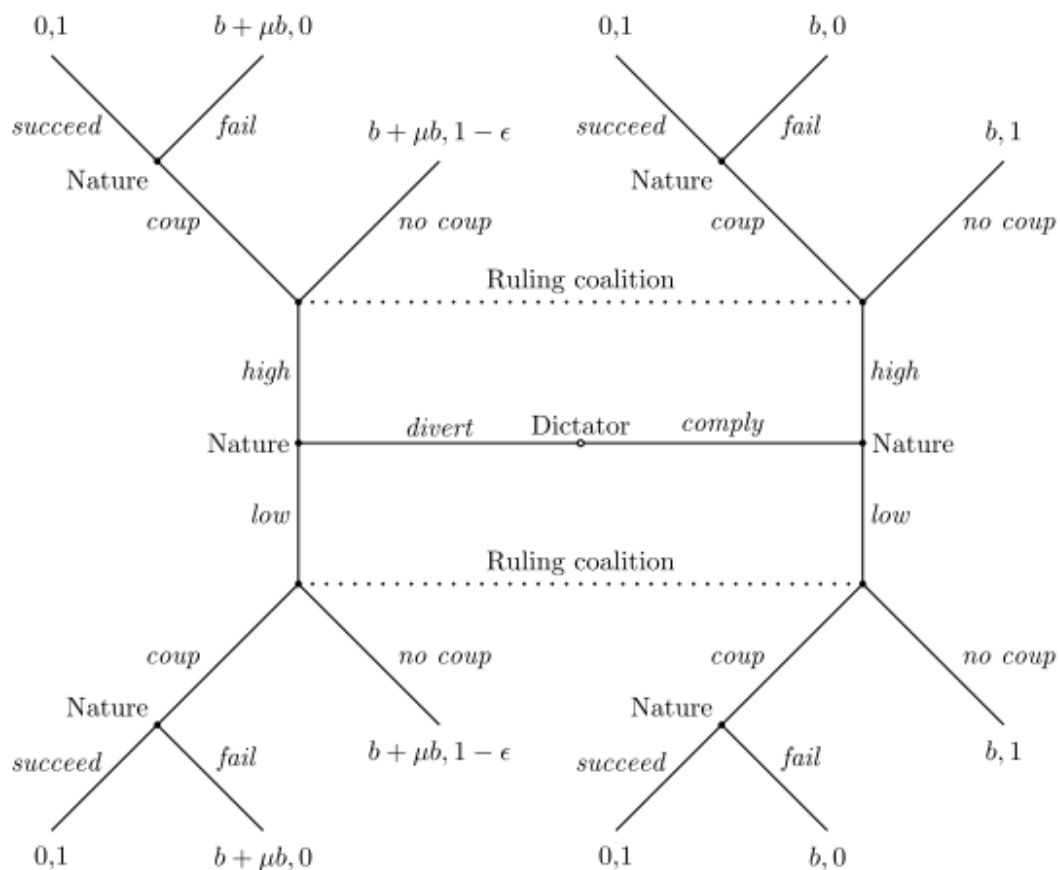 0,1 b + μb, 0 0,1 b, 0
succeed fail b + μb, 1 − ϵ succeed fail b, 1
Nature Nature
coup no coup coup no coup
Ruling coalition
high high
Nature divert Dictator comply Nature
low low
Ruling coalition
coup no coup coup no coup
Nature Nature
succeed fail b + μb, 1 − ϵ succeed fail b, 1
0,1 b + μb, 0 0,1 b, 0